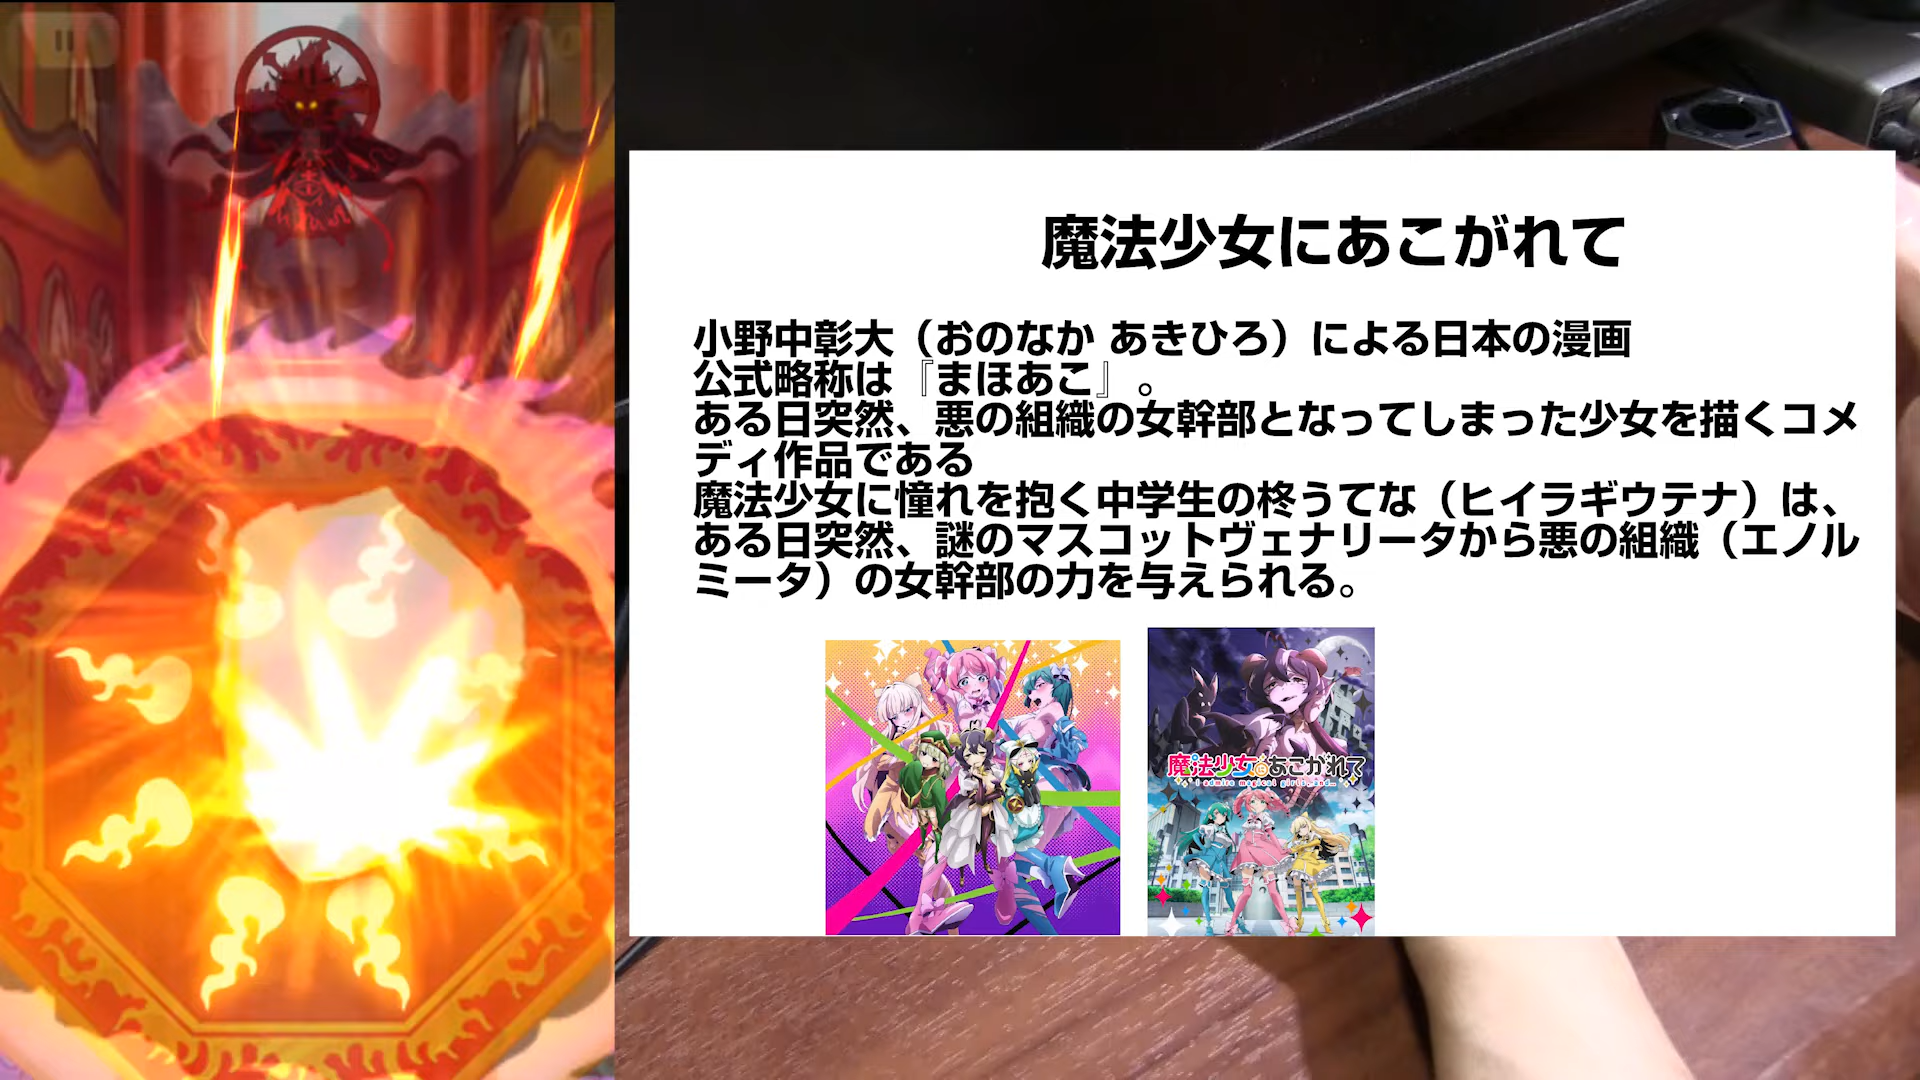 魔法少女にあこがれて
小野中彰大（おのなか あきひろ）による日本の漫画
公式略称は『まほあこ』。
ある日突然、悪の組織の女幹部となってしまった少女を描くコメ
ディ作品である
魔法少女に憧れを抱く中学生の柊うてな（ヒイラギウテナ）は、
ある日突然、謎のマスコットヴェナリータから悪の組織（エノル
ミータ）の女幹部の力を与えられる。
魔法少女にあこがれて
i admire magical girls, and...